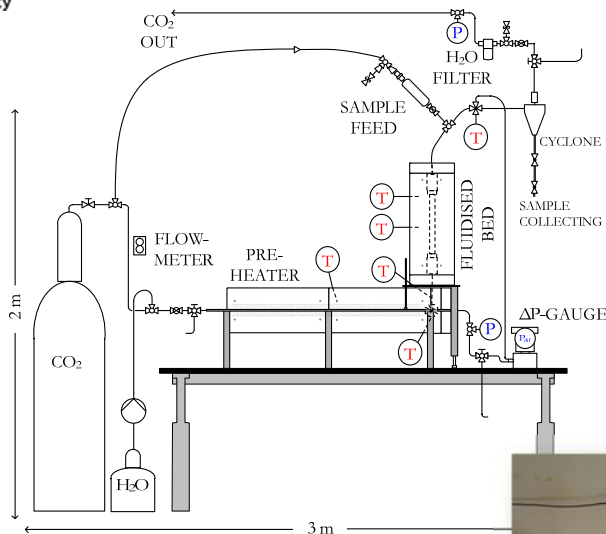 ty
CO2
OUT
P
H2O
FILTER
SAMPLE
FEED
T
CYCLONE
SAMPLE
COLLECTING
T
T
FLUIDISED
BED
FLOW-
METER
PRE-
HEATER
T
T
2 m
CO2
P
ΔP-GAUGE
T
H2O
3 m